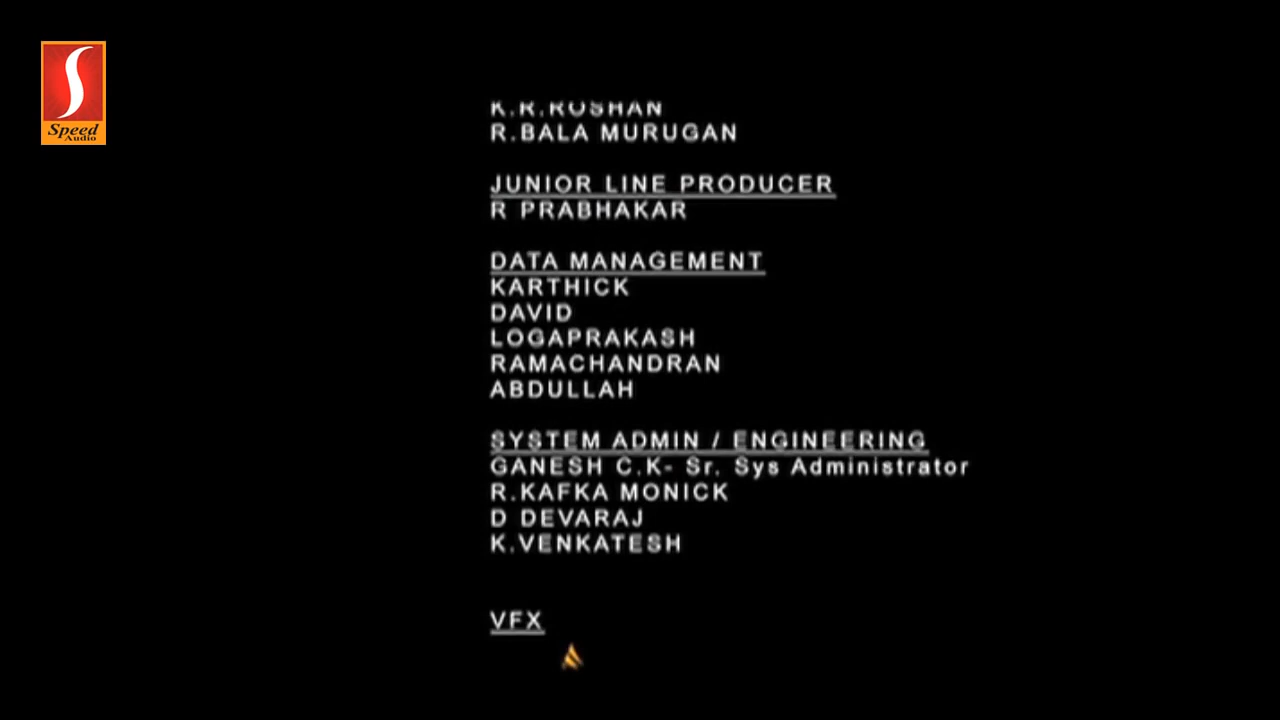 Speed
Audio
K.R.ROSHAN
R.BALA MURUGAN
JUNIOR LINE PRODUCER
R PRABHAKAR
DATA MANAGEMENT
KARTHICK
DAVID
LOGAPRAKASH
RAMACHANDRAN
ABDULLAH
SYSTEM ADMIN / ENGINEERING
GANESH C.K- Sr. Sys Administrator
R.KAFKA MONICK
D DEVARAJ
K.VENKATESH
VFX